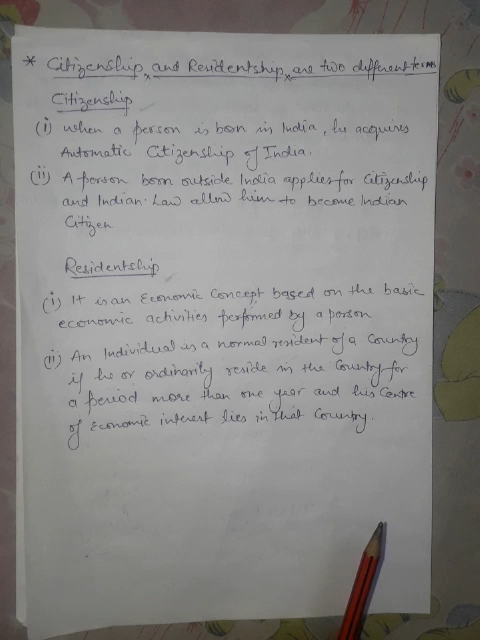 * Citizenship and Residentship are two different terms
Citizenship
(i) when a person is born in India, he acquires
Automatic Citizenship of India.
(ii) A person born outside India applies for Citizenship
and Indian Law allow him to become Indian
Citizen
Residentship
(i) It is an Economic Concept, based on the basic
economic activities performed by a person
(ii) An Individual is a normal resident of a Country
if he or ordinarily reside in the Country for
a period more than one year and his Centre
of Economic interest lies in that Country.